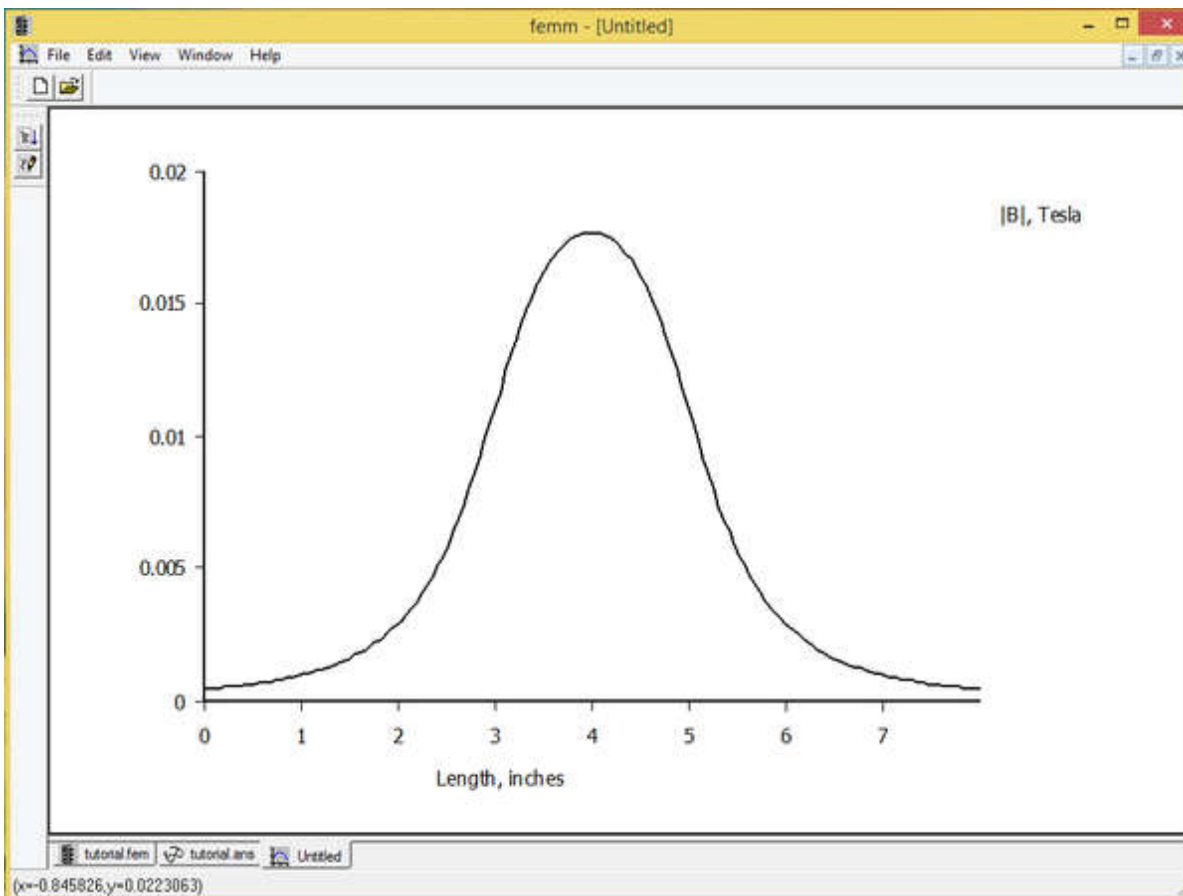 femm - [Untitled]
File Edit View Window Help
0.02
|B|, Tesla
0.015
0.01
0.005
0
0 1 2 3 4 5 6 7
Length, inches
tutorial.fem tutorial.ans Untitled
(x=-0.845826,y=0.0223063)